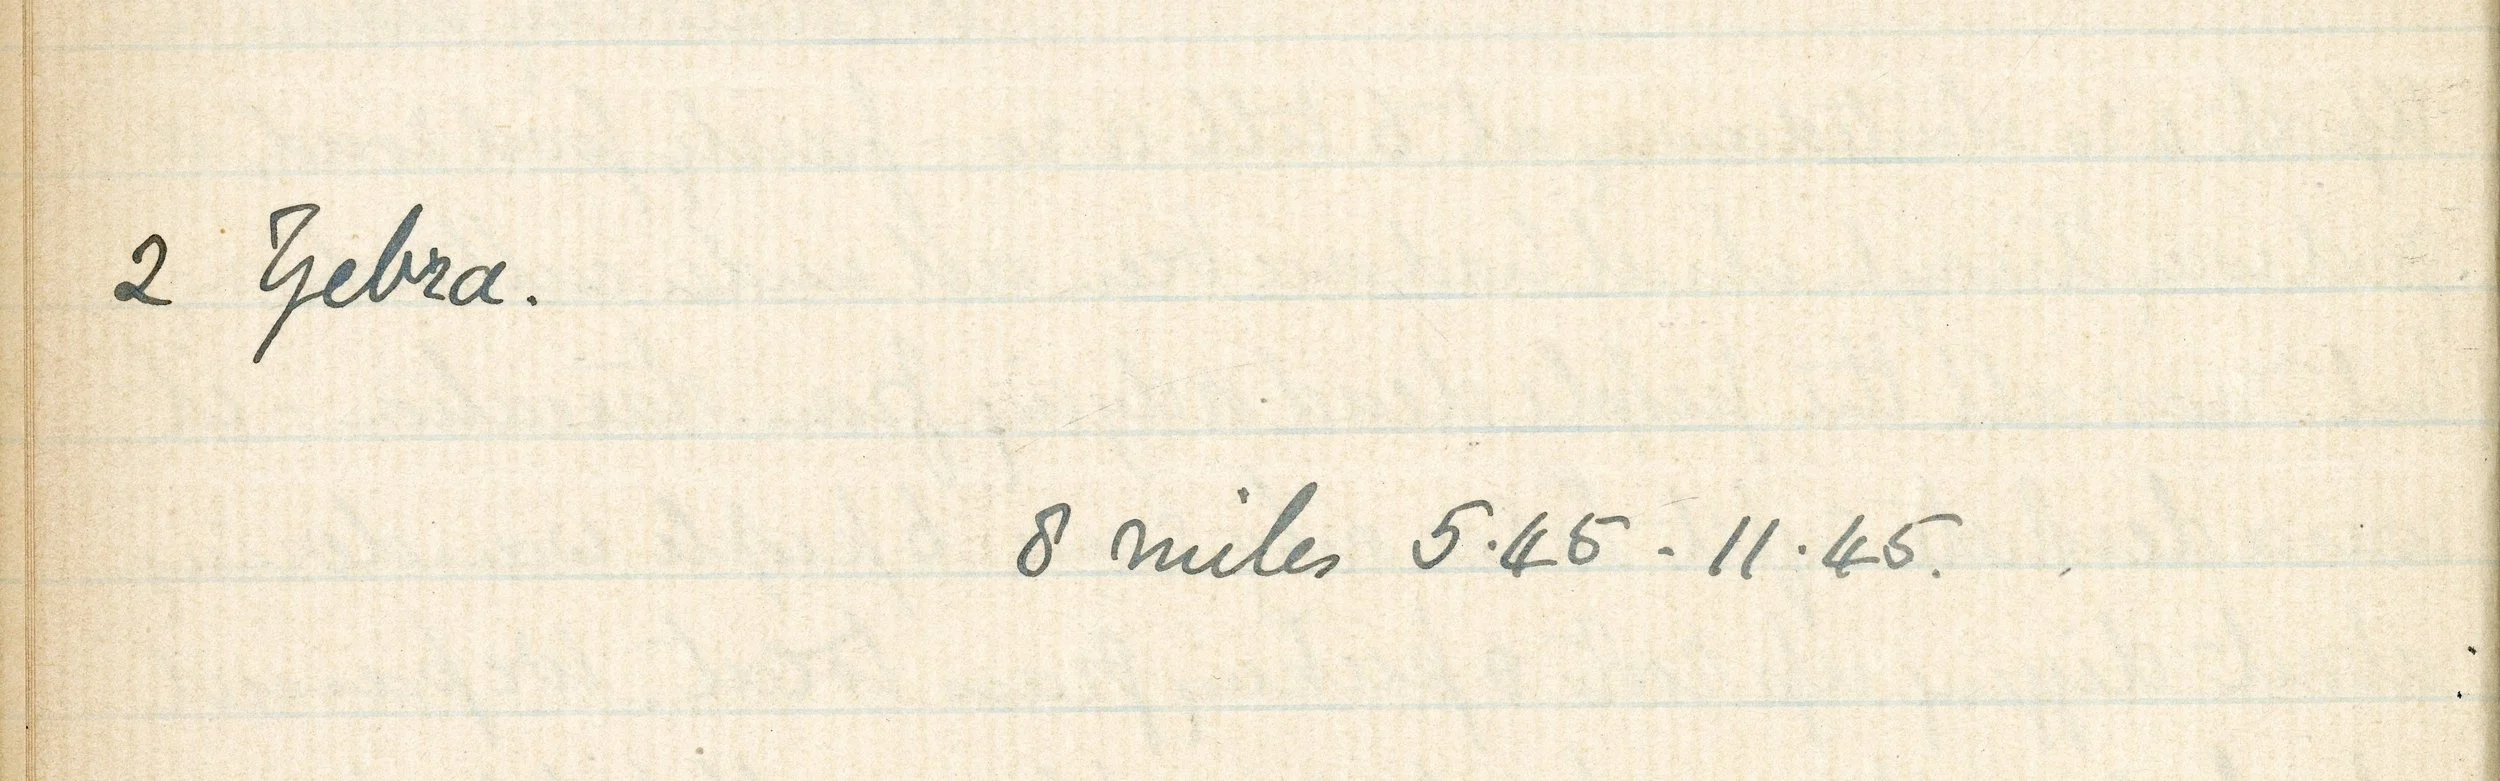 2 Zebra.
8 miles 5.45 - 11.45.